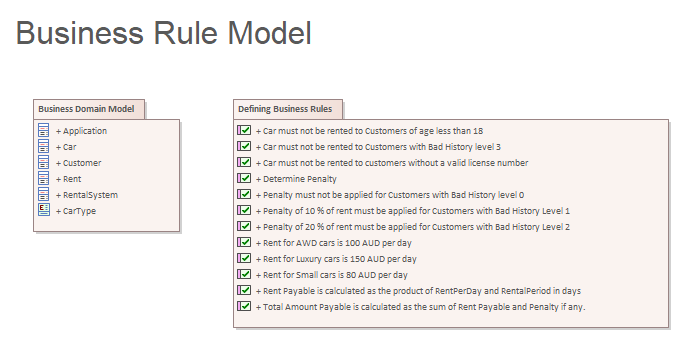 Business Rule Model
Business Domain Model
+ Application
+ Car
+ Customer
+ Rent
+ RentalSystem
E
+ CarType
Defining Business Rules
+ Car must not be rented to Customers of age less than 18
+ Car must not be rented to Customers with Bad History level 3
+ Car must not be rented to customers without a valid license number
+ Determine Penalty
+ Penalty must not be applied for Customers with Bad History level 0
+ Penalty of 10 % of rent must be applied for Customers with Bad History Level 1
+ Penalty of 20 % of rent must be applied for Customers with Bad History Level 2
+ Rent for AWD cars is 100 AUD per day
+ Rent for Luxury cars is 150 AUD per day
+ Rent for Small cars is 80 AUD per day
+ Rent Payable is calculated as the product of RentPerDay and RentalPeriod in days
+ Total Amount Payable is calculated as the sum of Rent Payable and Penalty if any.